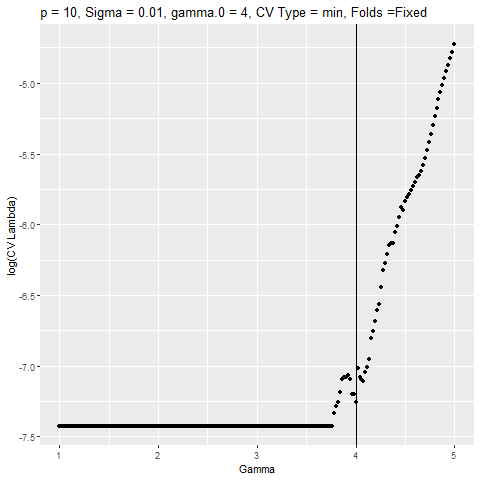 p = 10, Sigma = 0.01, gamma.0 = 4, CV Type = min, Folds =Fixed
log(CV Lambda)
-5.0
-5.5
-6.0
-6.5
-7.0
-7.5
1 2 3 4 5
Gamma